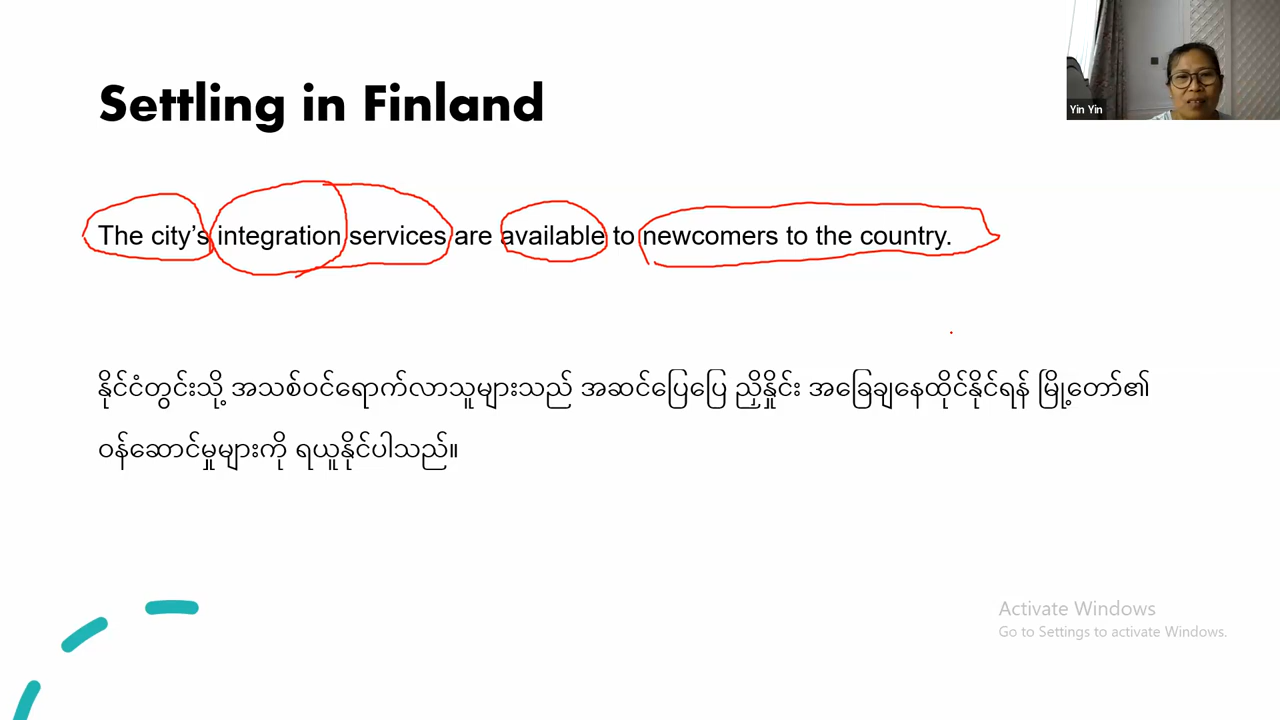 Settling in Finland
Yin Yin
The city’s integration services are available to newcomers to the country.
နိုင်ငံတွင်းသို့ အသစ်ဝင်ရောက်လာသူများသည် အဆင်ပြေပြေ ညှိနှိုင်း အခြေချနေထိုင်နိုင်ရန် မြို့တော်၏
ဝန်ဆောင်မှုများကို ရယူနိုင်ပါသည်။
Activate Windows
Go to Settings to activate Windows.